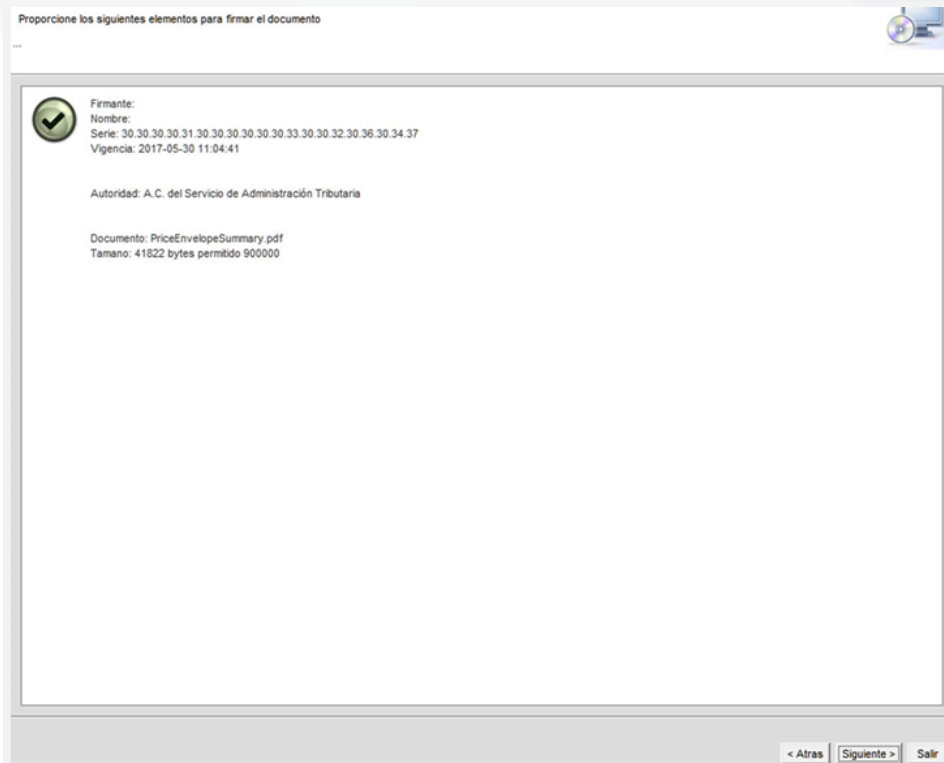 Proporcione los siguientes elementos para firmar el documento
...
Firmante:
Nombre:
Serie: 30.30.30.30.31.30.30.30.30.30.30.33.30.30.32.30.36.30.34.37
Vigencia: 2017-05-30 11:04:41
Autoridad: A.C. del Servicio de Administración Tributaria
Documento: PriceEnvelopeSummary.pdf
Tamano: 41822 bytes permitido 900000
< Atras
Siguiente >
Salir